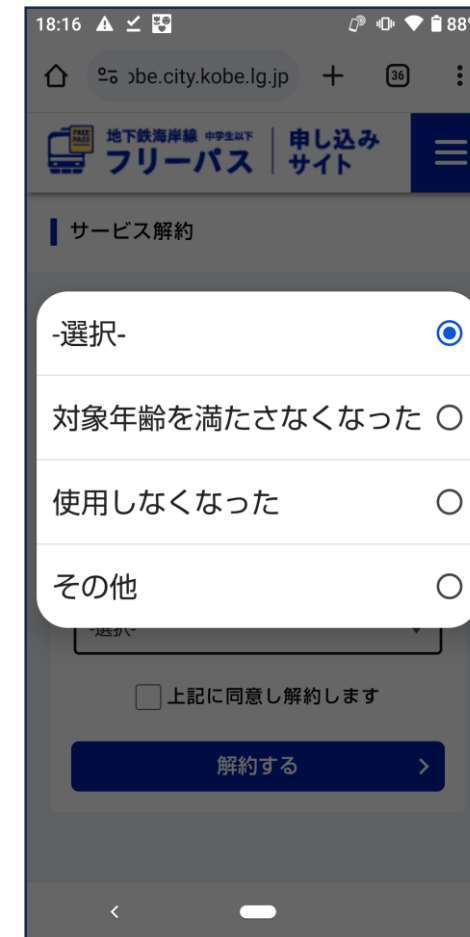 18:16 88%
obe.city.kobe.lg.jp 36
FREE PASS 地下鉄海岸線 中学生以下 申し込み
フリーパス サイト
サービス解約
-選択-
対象年齢を満たさなくなった
使用しなくなった
その他
-選択-
上記に同意し解約します
解約する